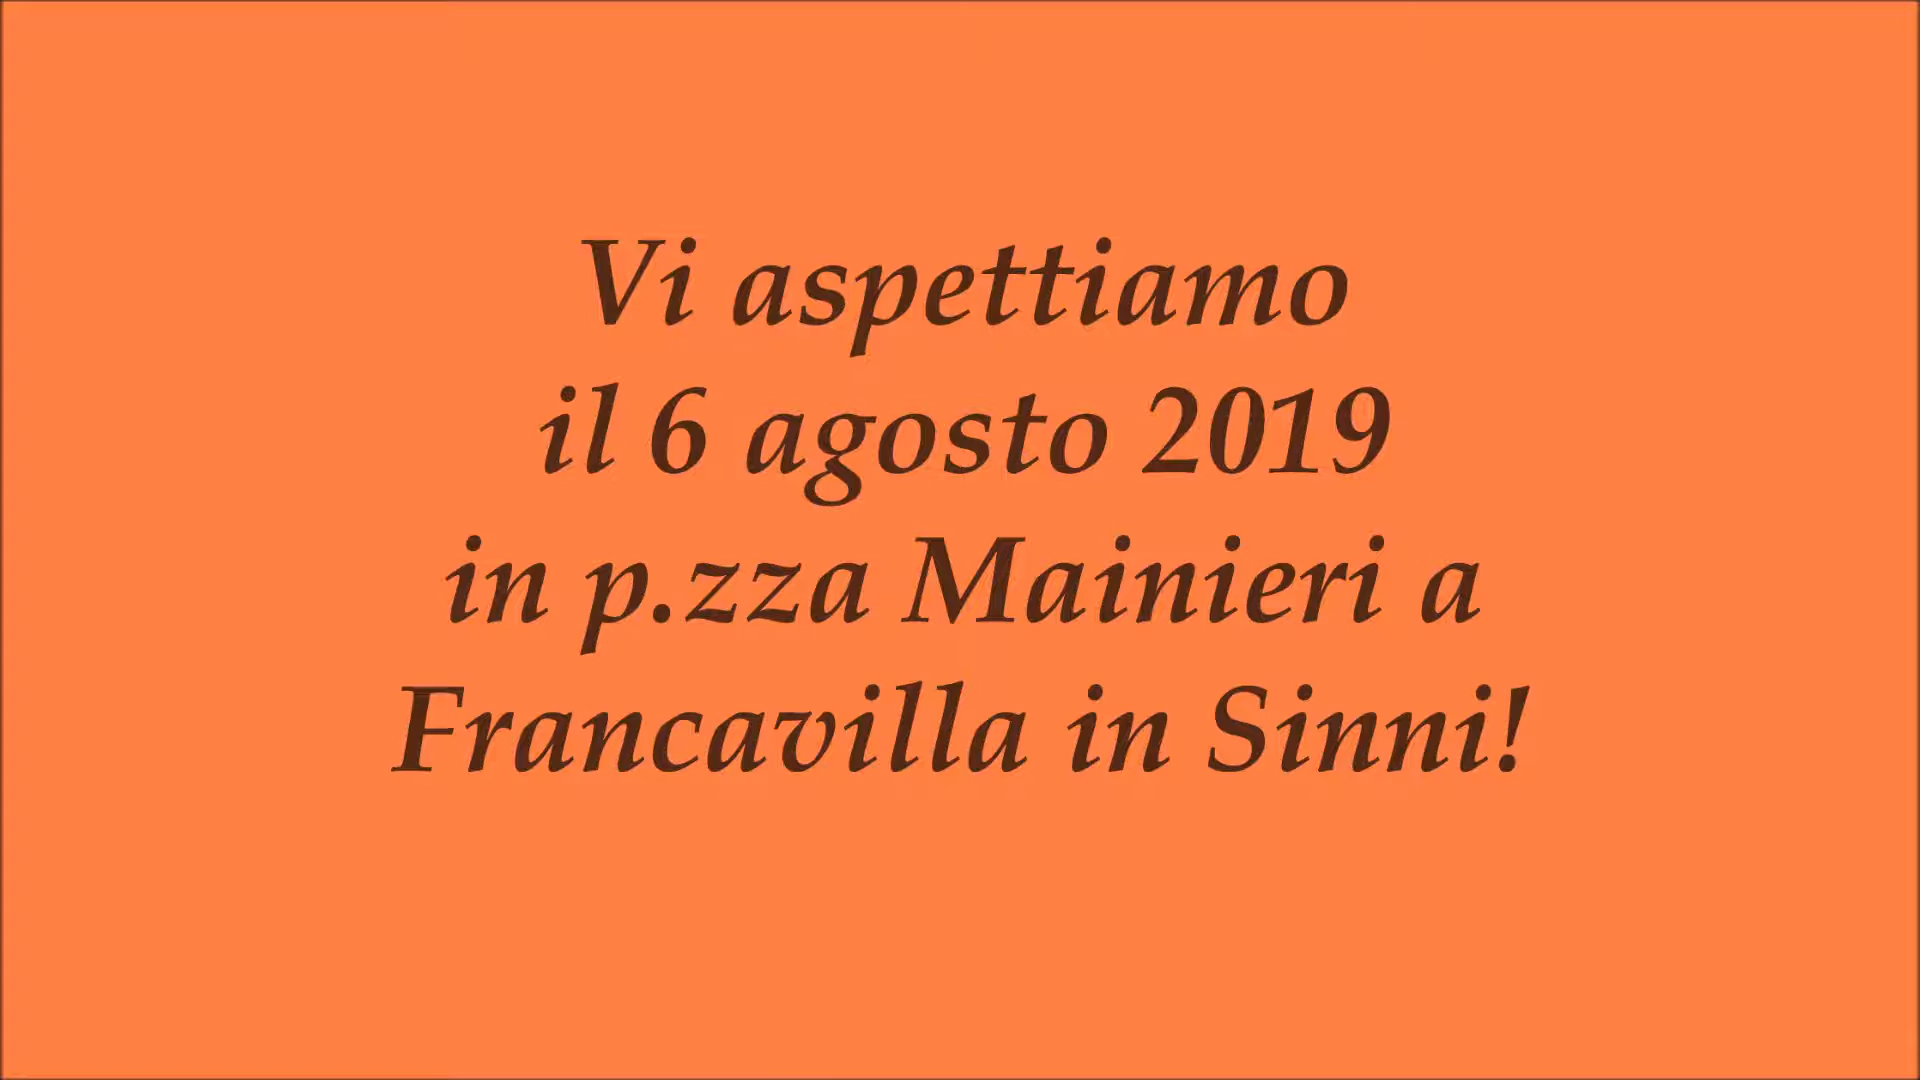 Vi aspettiamo
il 6 agosto 2019
in p.zza Mainieri a
Francavilla in Sinni!